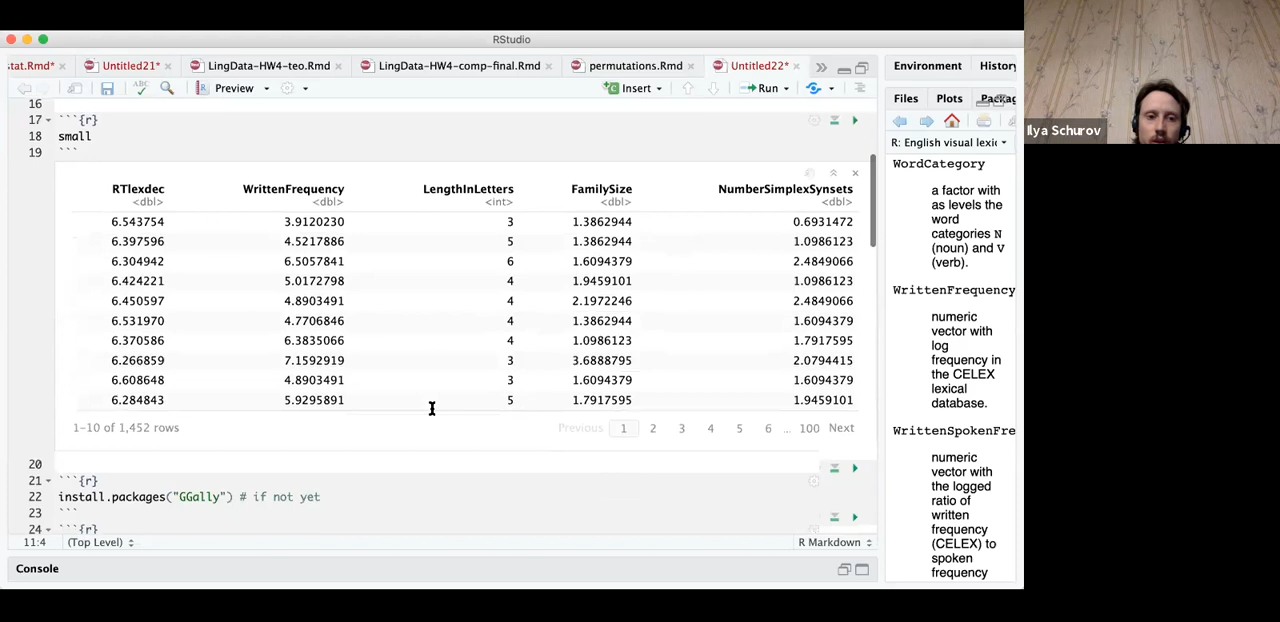 RStudio
stat.Rmd*
Untitled21*
LingData-HW4-teo.Rmd
LingData-HW4-comp-final.Rmd
permutations.Rmd
Untitled22*
Environment
History
Preview
Insert
Run
Files
Plots
Packag
R: English visual lexic
16
17 ```{r}
18 small
19 ```
RTlexdec WrittenFrequency LengthInLetters FamilySize NumberSimplexSynsets
<dbl> <dbl> <int> <dbl> <dbl>
6.543754 3.9120230 3 1.3862944 0.6931472
6.397596 4.5217886 5 1.3862944 1.0986123
6.304942 6.5057841 6 1.6094379 2.4849066
6.424221 5.0172798 4 1.9459101 1.0986123
6.450597 4.8903491 4 2.1972246 2.4849066
6.531970 4.7706846 4 1.3862944 1.6094379
6.370586 6.3835066 4 1.0986123 1.7917595
6.266859 7.1592919 3 3.6888795 2.0794415
6.608648 4.8903491 3 1.6094379 1.6094379
6.284843 5.9295891 5 1.7917595 1.9459101
1-10 of 1,452 rows
Previous 1 2 3 4 5 6 ... 100 Next
20
21 ```{r}
22 install.packages("GGally") # if not yet
23 ```
24 ```{r}
11:4 (Top Level) R Markdown
Console
WordCategory
a factor with
as levels the
word
categories N
(noun) and V
(verb).
WrittenFrequency
numeric
vector with
log
frequency in
the CELEX
lexical
database.
WrittenSpokenFre
numeric
vector with
the logged
ratio of
written
frequency
(CELEX) to
spoken
frequency
Ilya Schurov